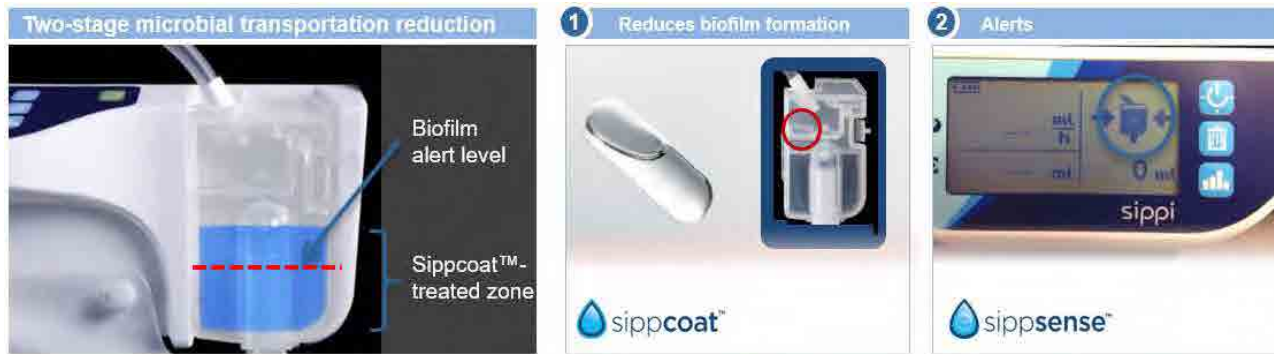 Two-stage microbial transportation reduction
Biofilm
alert level
Sippcoat™-
treated zone
1
Reduces biofilm formation
sippcoat™
2
Alerts
ml
h
ml
0 ml
sippi
sippsense™